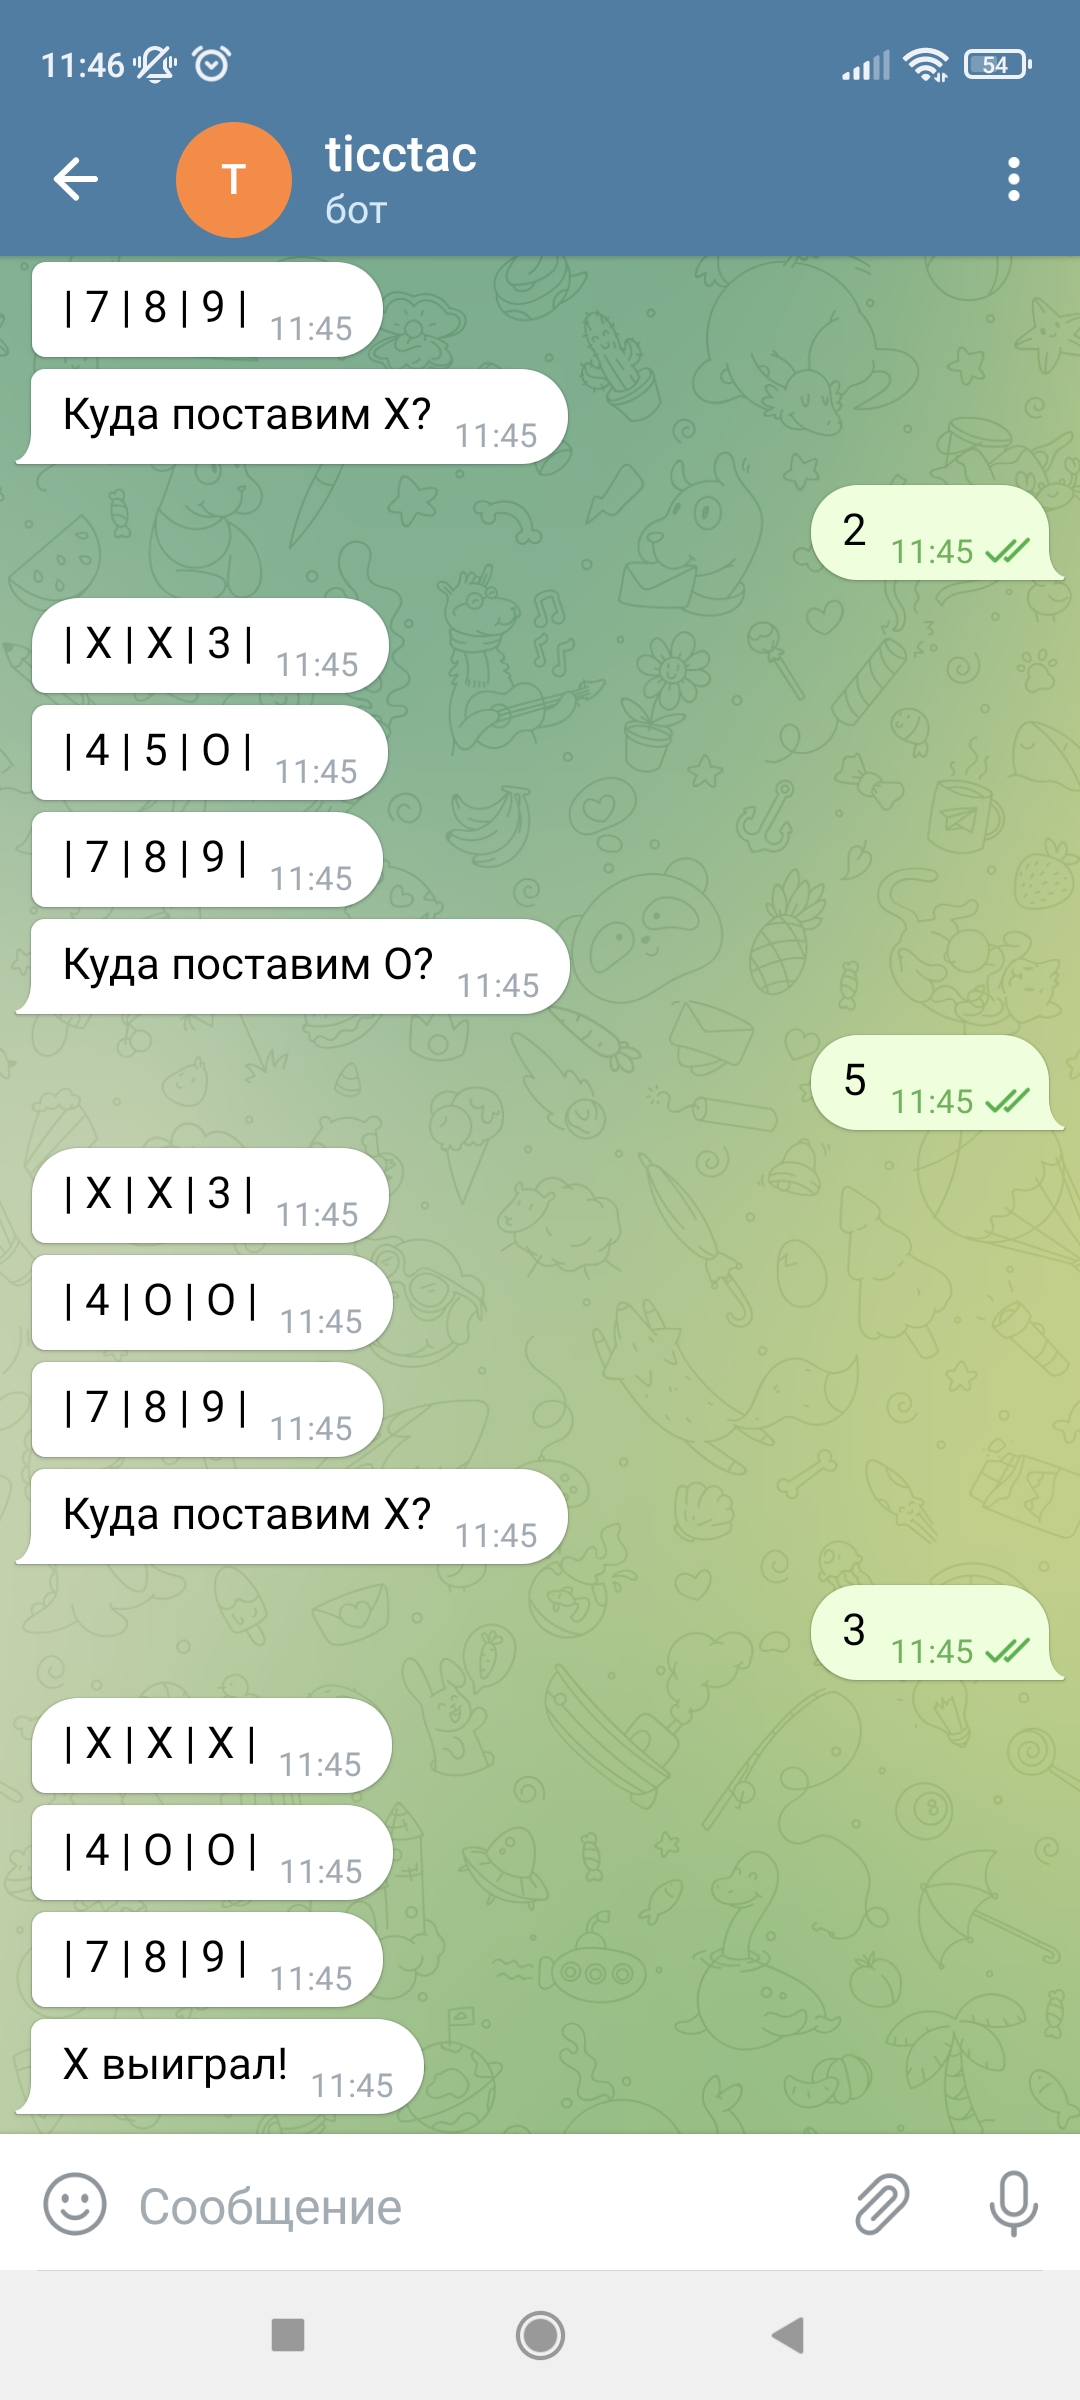 11:46
54
T
ticctac
бот
| 7 | 8 | 9 | 11:45
Куда поставим X? 11:45
2 11:45
| X | X | 3 | 11:45
| 4 | 5 | O | 11:45
| 7 | 8 | 9 | 11:45
Куда поставим O? 11:45
5 11:45
| X | X | 3 | 11:45
| 4 | O | O | 11:45
| 7 | 8 | 9 | 11:45
Куда поставим X? 11:45
3 11:45
| X | X | X | 11:45
| 4 | O | O | 11:45
| 7 | 8 | 9 | 11:45
X выиграл! 11:45
Сообщение